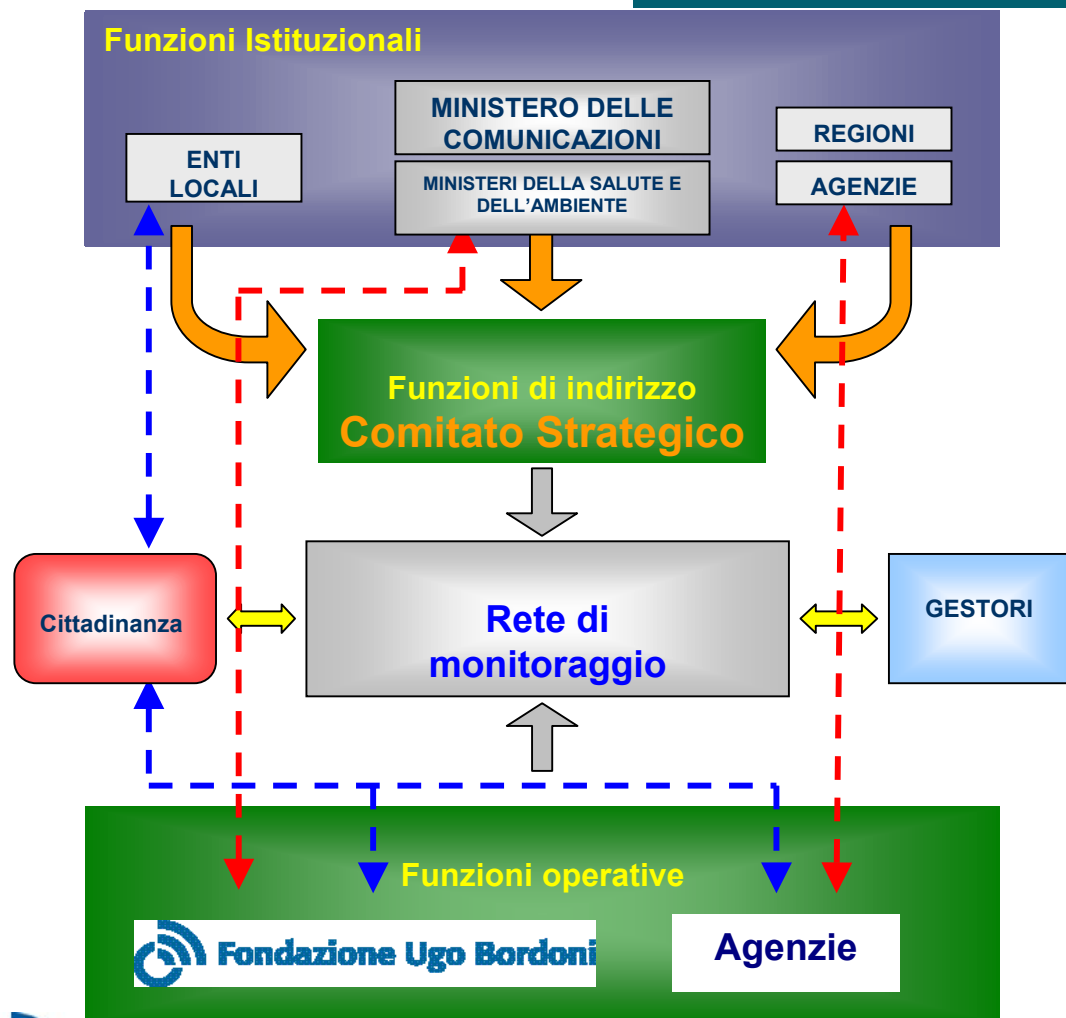 Funzioni Istituzionali
MINISTERO DELLE
COMUNICAZIONI
ENTI
LOCALI
MINISTERI DELLA SALUTE E
DELL'AMBIENTE
REGIONI
AGENZIE
Funzioni di indirizzo
Comitato Strategico
Cittadinanza
Rete di
monitoraggio
GESTORI
Funzioni operative
Fondazione Ugo Bordoni
Agenzie